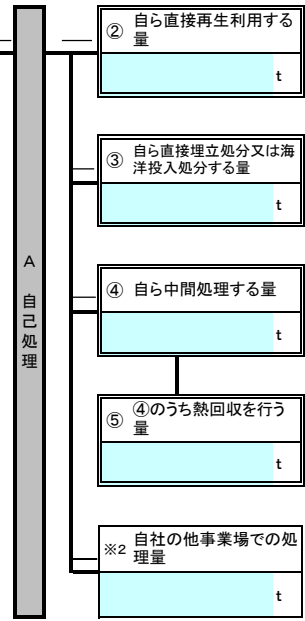 ② 自ら直接再生利用する
量
t
③ 自ら直接埋立処分又は海
洋投入処分する量
t
A
自
己
処
理
④ 自ら中間処理する量
t
⑤ ④のうち熱回収を行う
量
t
※2 自社の他事業場での処
理量
t